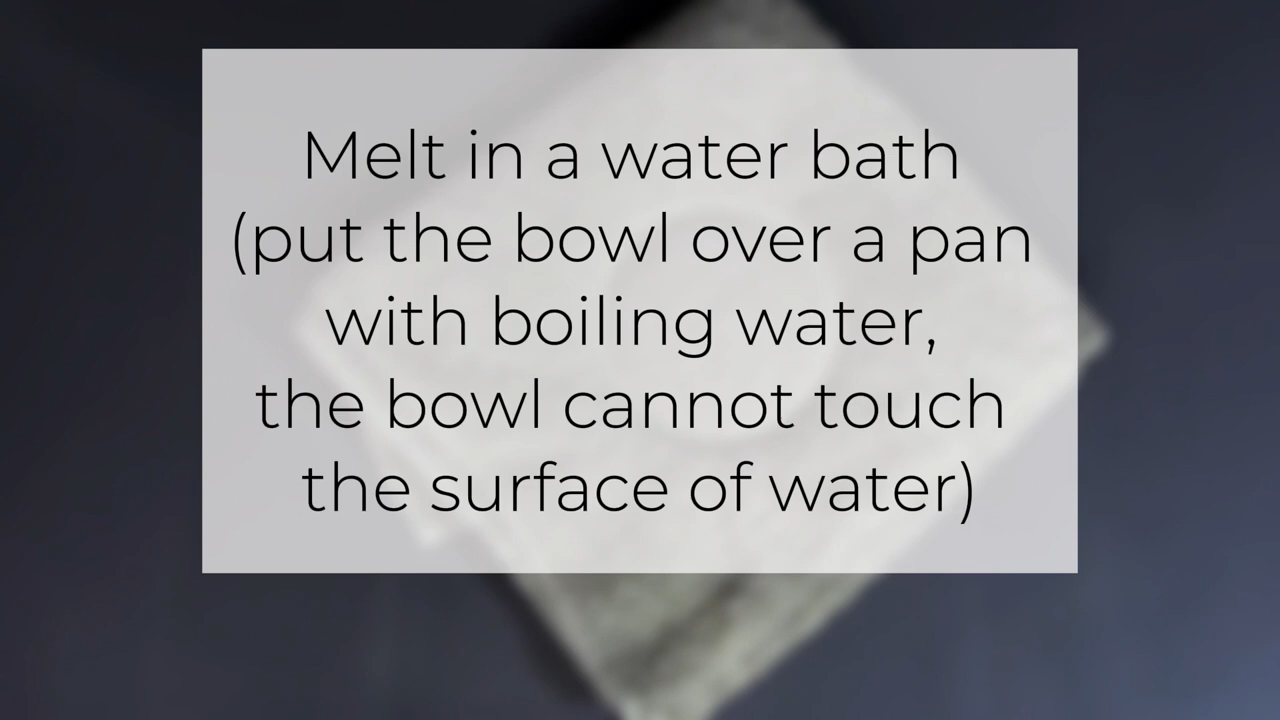 Melt in a water bath
(put the bowl over a pan
with boiling water,
the bowl cannot touch
the surface of water)